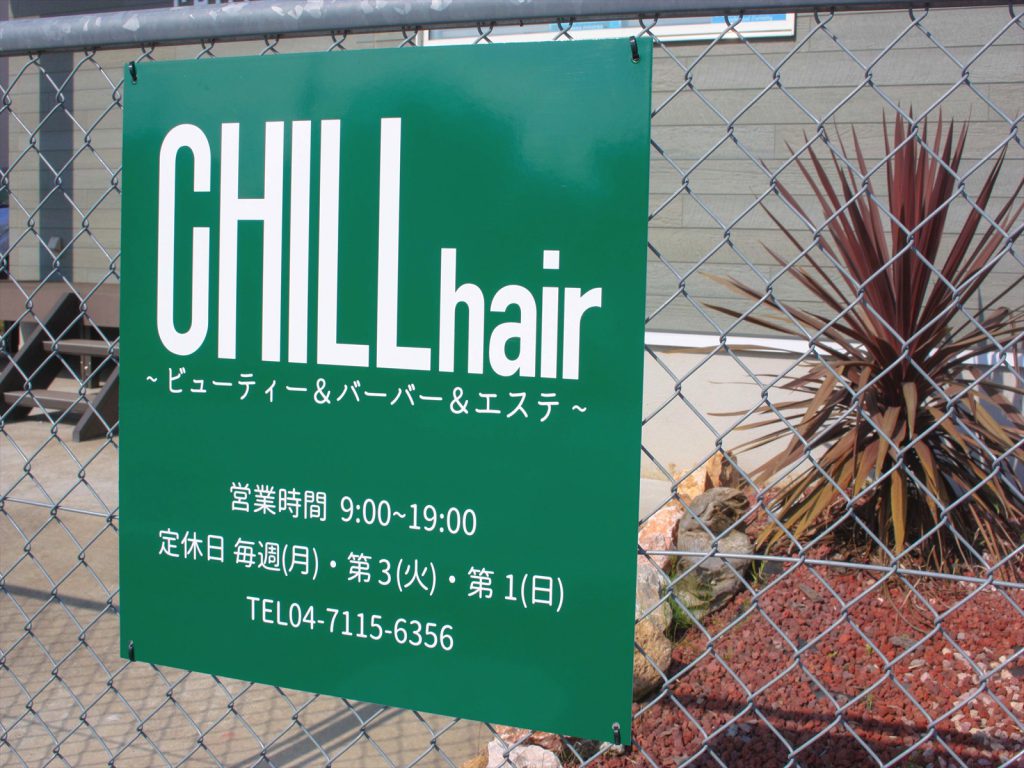 CHILL hair
~ビューティー&バーバー&エステ~
営業時間 9:00~19:00
定休日 毎週(月)・第3(火)・第1(日)
TEL04-7115-6356